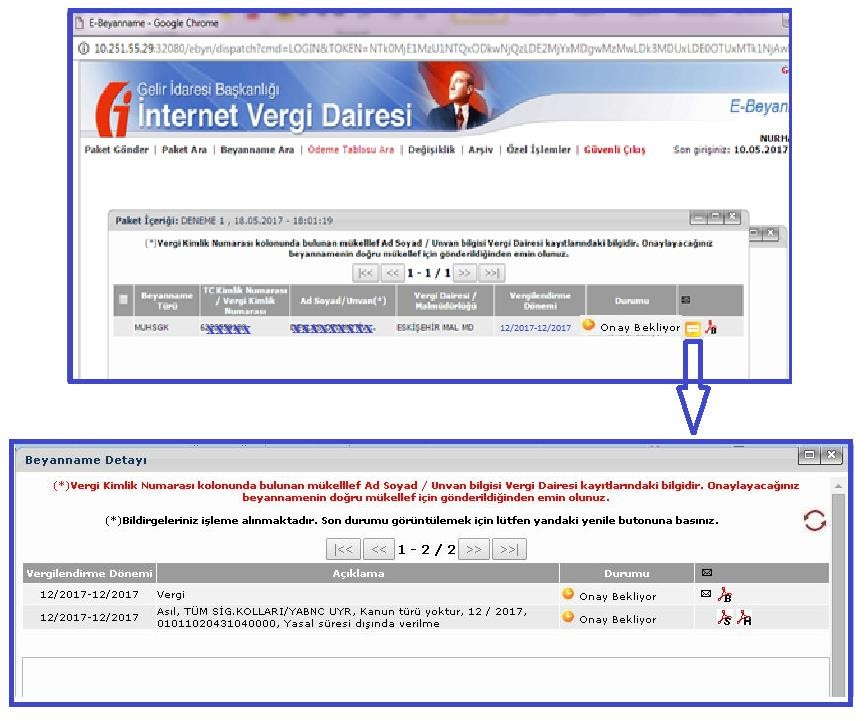 E-Beyanname - Google Chrome
10.251.55.29:32080/ebyn/dispatch?cmd=LOGIN&TOKEN=
Gelir İdaresi Başkanlığı
İnternet Vergi Dairesi
E-Beyan
NURH
Paket Gönder | Paket Ara | Beyanname Ara | Ödeme Tablosu Ara | Değişiklik | Arşiv | Özel İşlemler | Güvenli Çıkış Son girişiniz: 10.05.2017
Paket İçeriği: DENEME 1 , 18.05.2017 - 18:01:19
(*)Vergi Kimlik Numarası kolonunda bulunan mükelllef Ad Soyad / Unvan bilgisi Vergi Dairesi kayıtlarındaki bilgidir. Onaylayacağınız
beyannamenin doğru mükellef için gönderildiğinden emin olunuz.
|<< << 1 - 1 / 1 >> >>|
Beyanname Türü TC Kimlik Numarası / Vergi Kimlik Numarası Ad Soyad/Unvan(*) Vergi Dairesi / Malmüdürlüğü Vergilendirme Dönemi Durumu
MUHSGK ESKİŞEHİR MAL MD 12/2017-12/2017 Onay Bekliyor B
Beyanname Detayı
(*)Vergi Kimlik Numarası kolonunda bulunan mükelllef Ad Soyad / Unvan bilgisi Vergi Dairesi kayıtlarındaki bilgidir. Onaylayacağınız
beyannamenin doğru mükellef için gönderildiğinden emin olunuz.
(*)Bildirgeleriniz işleme alınmaktadır. Son durumu görüntülemek için lütfen yandaki yenile butonuna basınız.
|<< << 1 - 2 / 2 >> >>|
Vergilendirme Dönemi Açıklama Durumu
12/2017-12/2017 Vergi Onay Bekliyor B
12/2017-12/2017 Asıl, TÜM SİG.KOLLARI/YABNC UYR, Kanun türü yoktur, 12 / 2017,
01011020431040000, Yasal süresi dışında verilme Onay Bekliyor S A